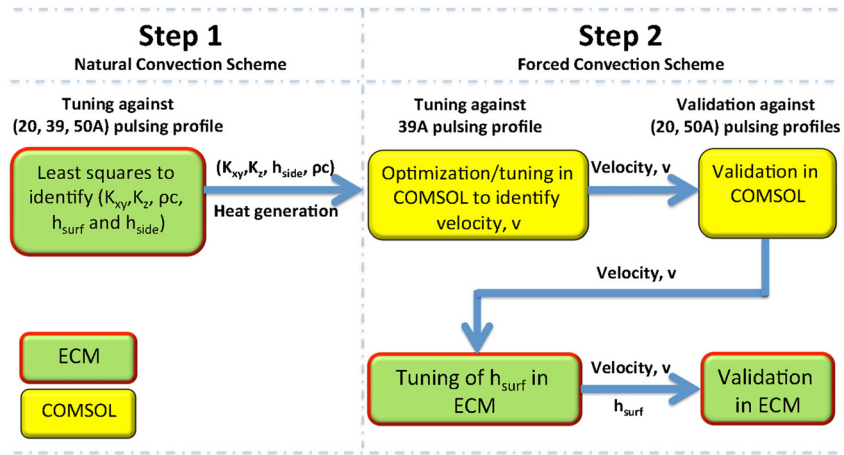 Step 1
Natural Convection Scheme
Step 2
Forced Convection Scheme
Tuning against
(20, 39, 50A) pulsing profile
Least squares to
identify (Kxy,Kz, ρc,
hsurf and hside)
(Kxy,Kz, hside, ρc)
Heat generation
Tuning against
39A pulsing profile
Optimization/tuning in
COMSOL to identify
velocity, v
Velocity, v
Validation against
(20, 50A) pulsing profiles
Validation in
COMSOL
Velocity, v
ECM
COMSOL
Tuning of hsurf in
ECM
Velocity, v
hsurf
Validation
in ECM